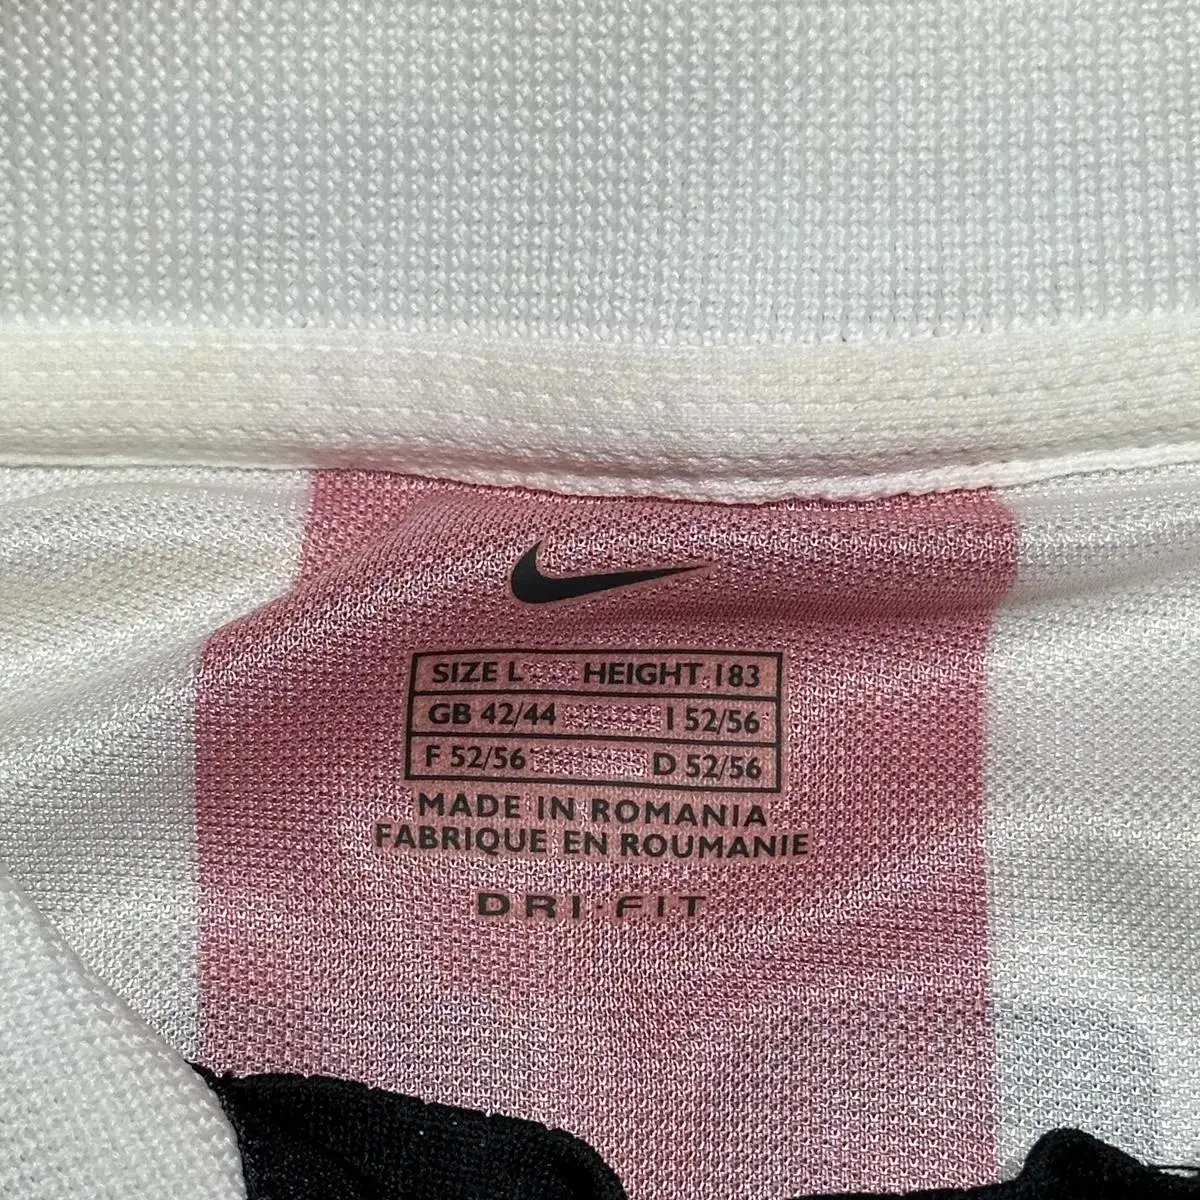 SIZE L HEIGHT 183
GB 42/44 I 52/56
F 52/56 D 52/56
MADE IN ROMANIA
FABRIQUE EN ROUMANIE
DRI·FIT